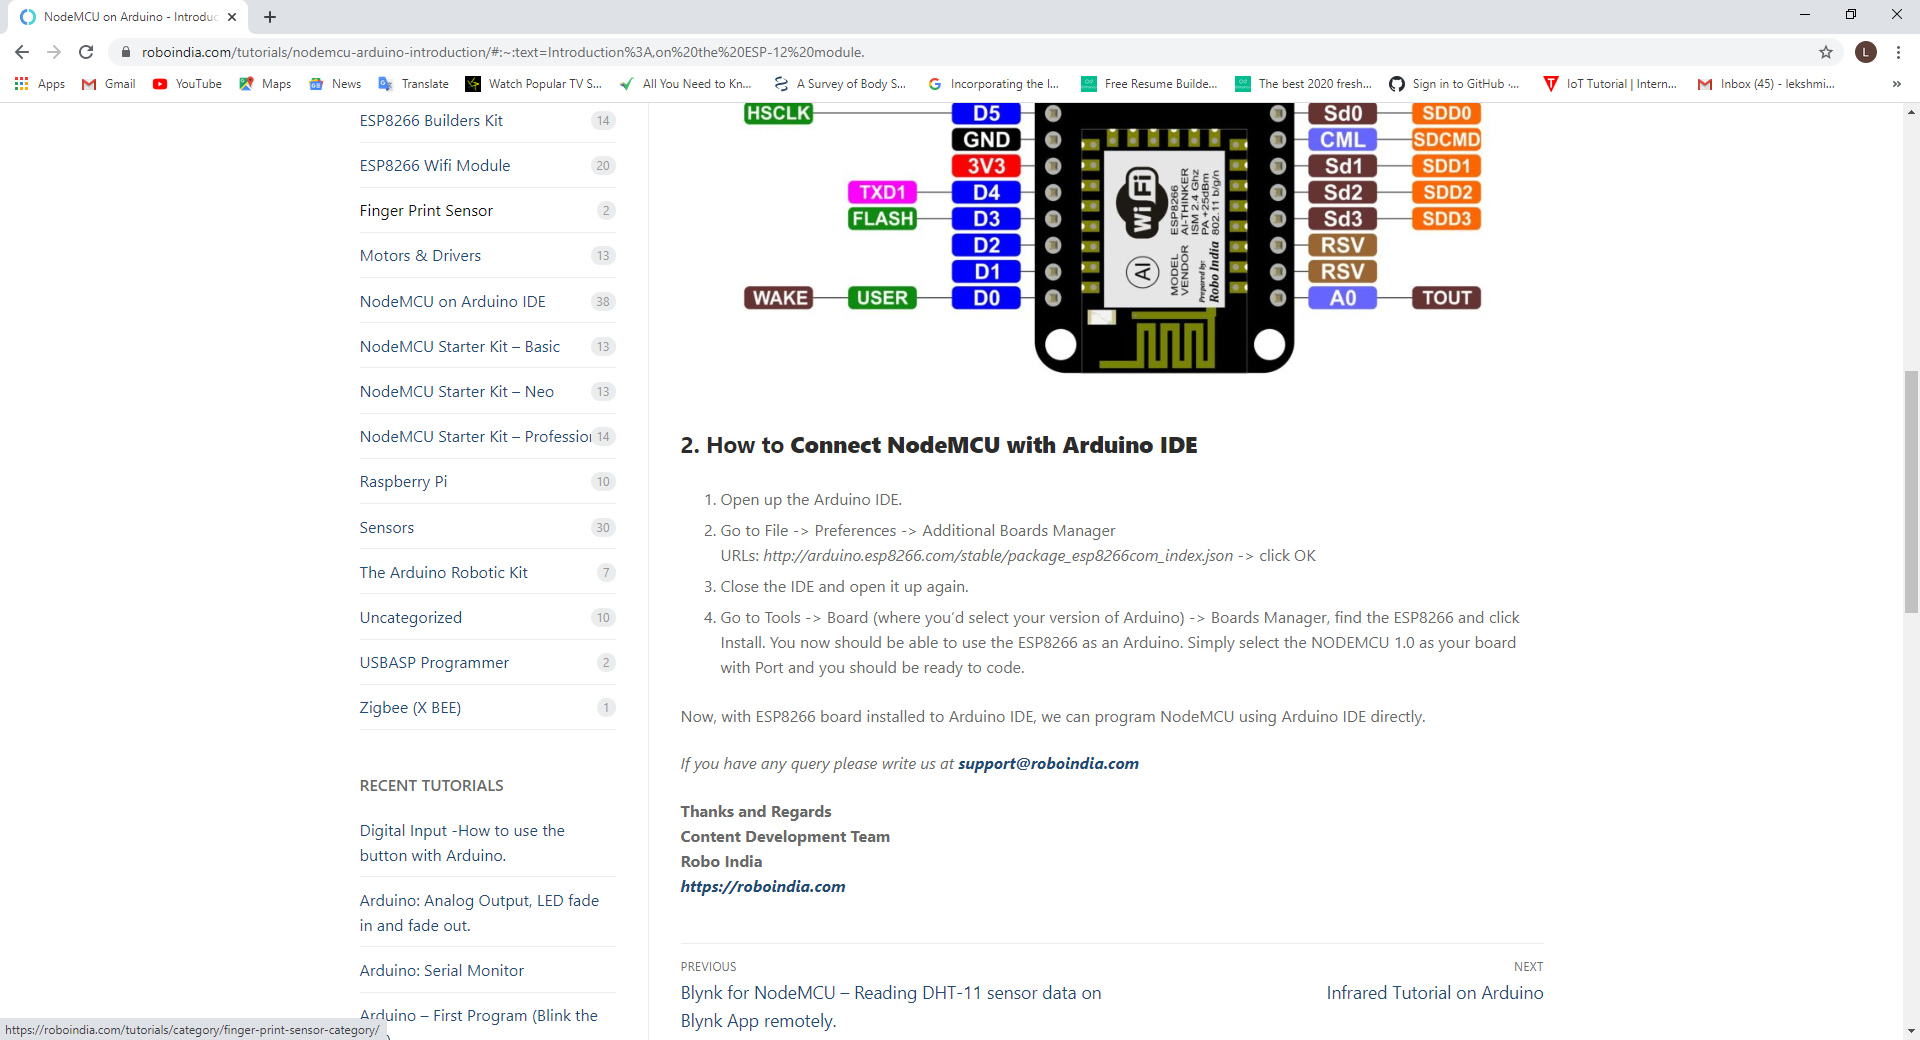 NodeMCU on Arduino - Introduc
roboindia.com/tutorials/nodemcu-arduino-introduction/#:~:text=Introduction%3A,on%20the%20ESP-12%20module.
L
Apps Gmail YouTube Maps News Translate Watch Popular TV S... All You Need to Kn... A Survey of Body S... Incorporating the I... Free Resume Builde... The best 2020 fresh... Sign in to GitHub ·... IoT Tutorial | Intern... Inbox (45) - lekshmi... »
ESP8266 Builders Kit 14
ESP8266 Wifi Module 20
Finger Print Sensor 2
Motors & Drivers 13
NodeMCU on Arduino IDE 38
NodeMCU Starter Kit – Basic 13
NodeMCU Starter Kit – Neo 13
NodeMCU Starter Kit – Profession 14
Raspberry Pi 10
Sensors 30
The Arduino Robotic Kit 7
Uncategorized 10
USBASP Programmer 2
Zigbee (X BEE) 1
RECENT TUTORIALS
Digital Input -How to use the
button with Arduino.
Arduino: Analog Output, LED fade
in and fade out.
Arduino: Serial Monitor
Arduino – First Program (Blink the
https://roboindia.com/tutorials/category/finger-print-sensor-category/
HSCLK D5 Sd0 SDD0
GND CML SDCMD
3V3 Sd1 SDD1
TXD1 D4 Sd2 SDD2
FLASH D3 Sd3 SDD3
D2 RSV
D1 RSV
WAKE USER D0 A0 TOUT
WiFi
ESP8266
AI-THINKER
ISM 2.4 Ghz
PA +25dBm
802.11 b/g/n
AI
MODEL
VENDOR
Prepared by:
Robo India
2. How to Connect NodeMCU with Arduino IDE
1. Open up the Arduino IDE.
2. Go to File -> Preferences -> Additional Boards Manager
URLs: http://arduino.esp8266.com/stable/package_esp8266com_index.json -> click OK
3. Close the IDE and open it up again.
4. Go to Tools -> Board (where you’d select your version of Arduino) -> Boards Manager, find the ESP8266 and click
Install. You now should be able to use the ESP8266 as an Arduino. Simply select the NODEMCU 1.0 as your board
with Port and you should be ready to code.
Now, with ESP8266 board installed to Arduino IDE, we can program NodeMCU using Arduino IDE directly.
If you have any query please write us at support@roboindia.com
Thanks and Regards
Content Development Team
Robo India
https://roboindia.com
PREVIOUS
Blynk for NodeMCU – Reading DHT-11 sensor data on
Blynk App remotely.
NEXT
Infrared Tutorial on Arduino